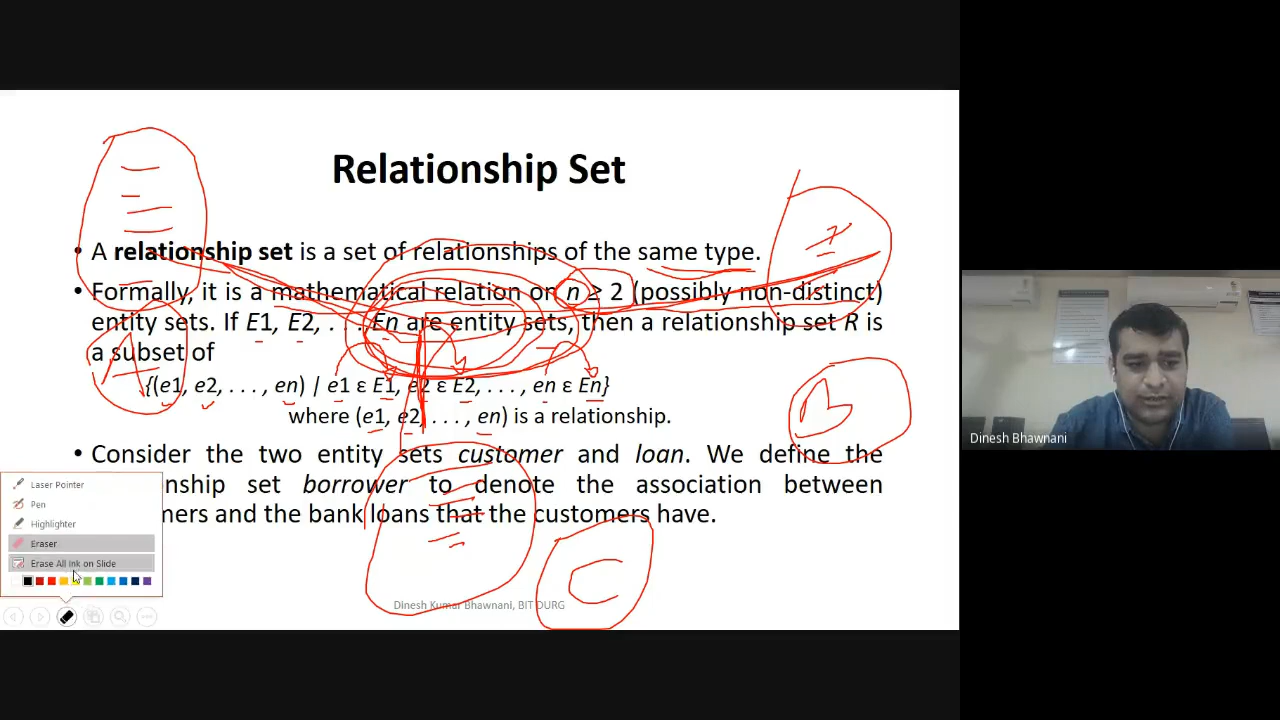 Relationship Set
• A relationship set is a set of relationships of the same type.
• Formally, it is a mathematical relation on n ≥ 2 (possibly non-distinct)
entity sets. If E1, E2, . . . En are entity sets, then a relationship set R is
a subset of
{(e1, e2, . . . , en) | e1 ε E1, e2 ε E2, . . . , en ε En}
where (e1, e2, . . . , en) is a relationship.
• Consider the two entity sets customer and loan. We define the
nship set borrower to denote the association between
mers and the bank loans that the customers have.
A
B
C
Laser Pointer
Pen
Highlighter
Eraser
Erase All Ink on Slide
Dinesh Kumar Bhawnani, BIT DURG
Dinesh Bhawnani